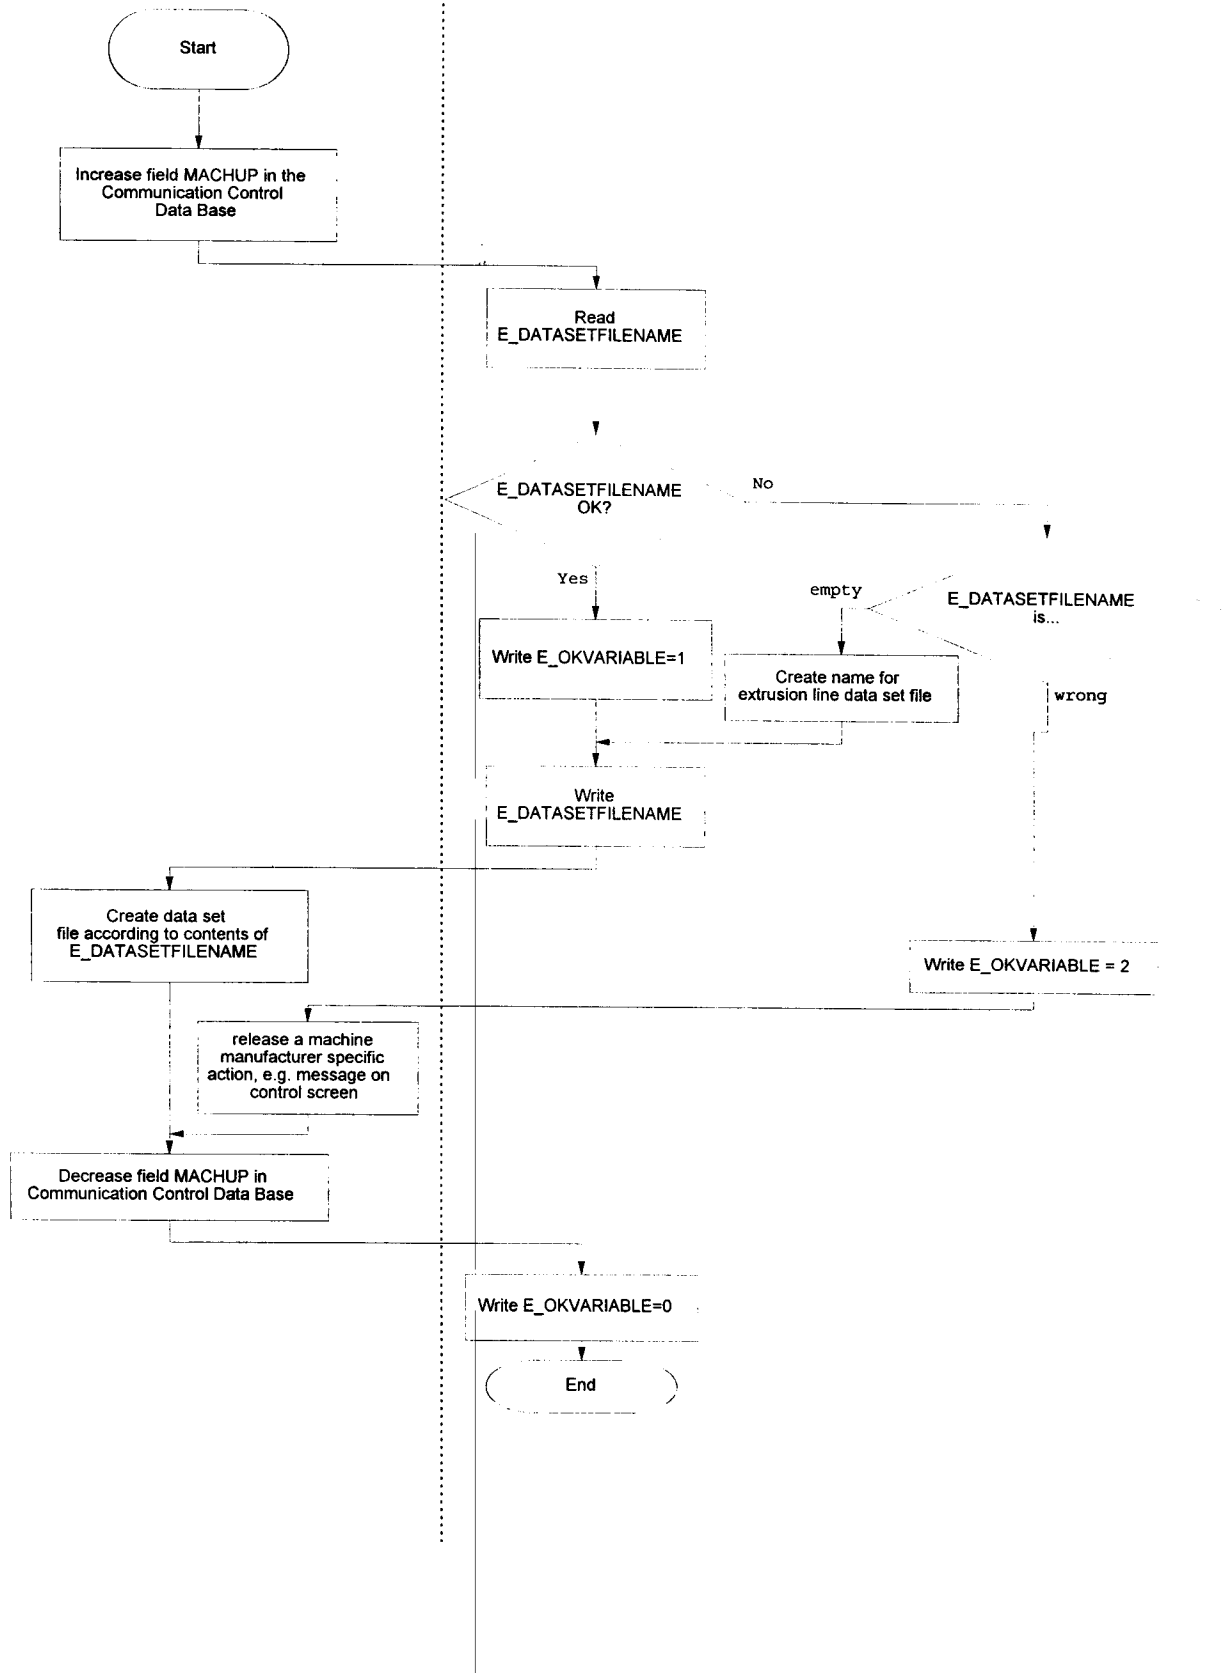 Start
Increase field MACHUP in the
Communication Control
Data Base
Read
E_DATASETFILENAME
E_DATASETFILENAME
OK?
No
Yes
empty
E_DATASETFILENAME
is...
Write E_OKVARIABLE=1
Create name for
extrusion line data set file
wrong
Write
E_DATASETFILENAME
Create data set
file according to contents of
E_DATASETFILENAME
Write E_OKVARIABLE = 2
release a machine
manufacturer specific
action, e.g. message on
control screen
Decrease field MACHUP in
Communication Control Data Base
Write E_OKVARIABLE=0
End